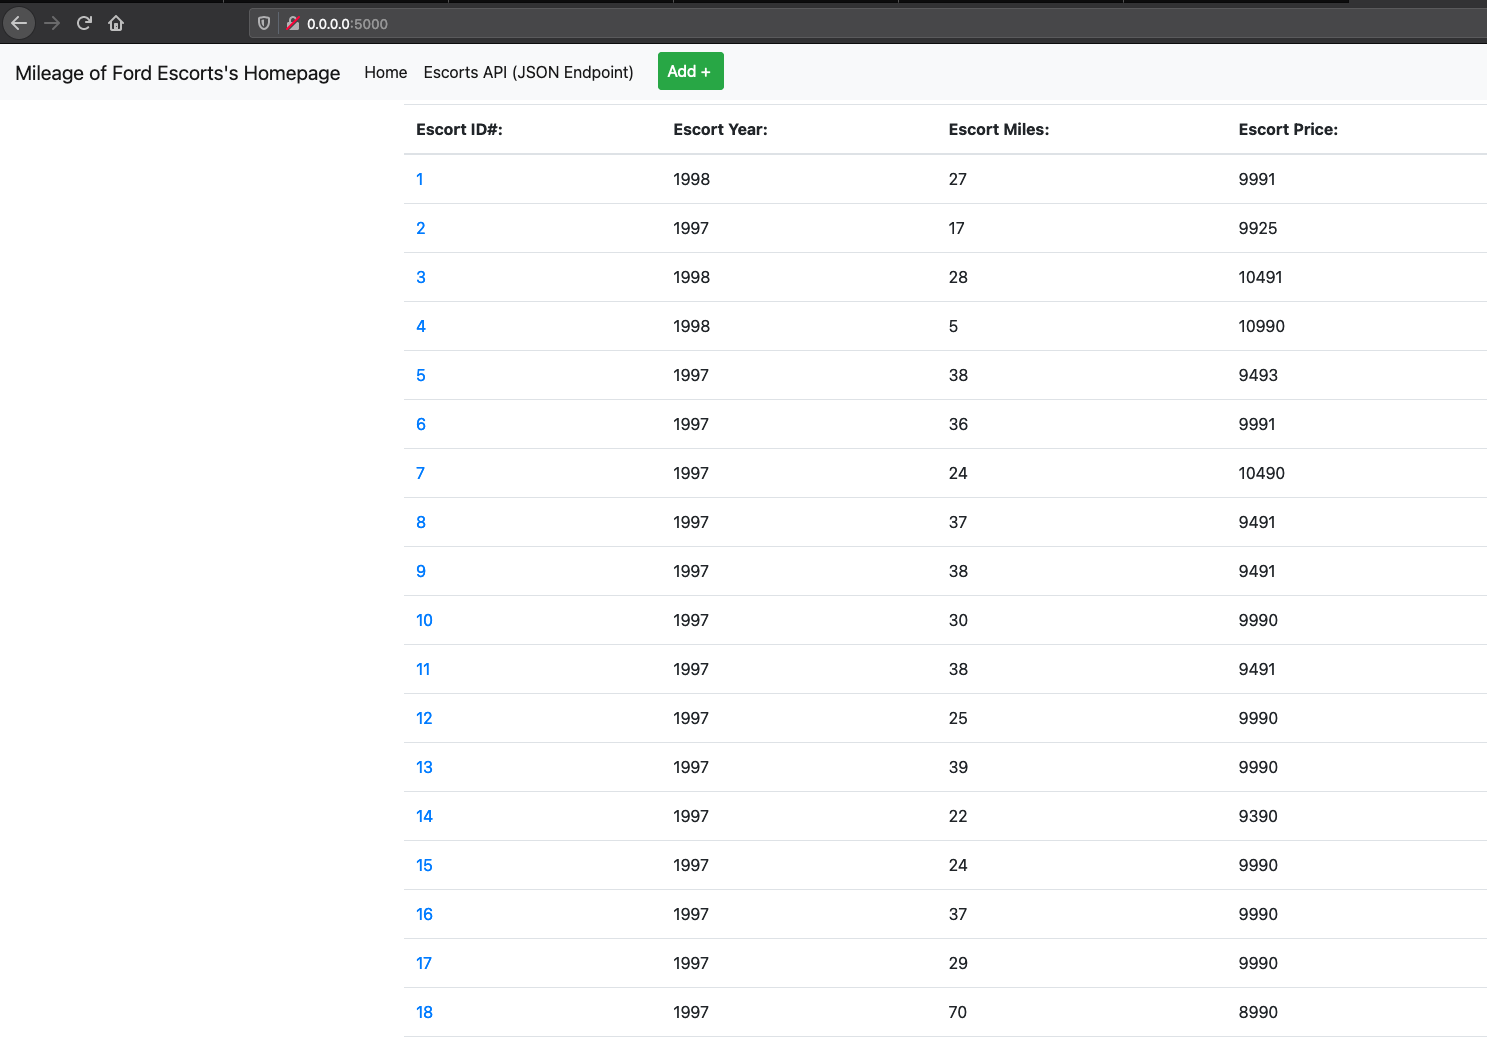 0.0.0.0:5000
Mileage of Ford Escorts's Homepage Home Escorts API (JSON Endpoint) Add +
Escort ID#: Escort Year: Escort Miles: Escort Price:
1 1998 27 9991
2 1997 17 9925
3 1998 28 10491
4 1998 5 10990
5 1997 38 9493
6 1997 36 9991
7 1997 24 10490
8 1997 37 9491
9 1997 38 9491
10 1997 30 9990
11 1997 38 9491
12 1997 25 9990
13 1997 39 9990
14 1997 22 9390
15 1997 24 9990
16 1997 37 9990
17 1997 29 9990
18 1997 70 8990